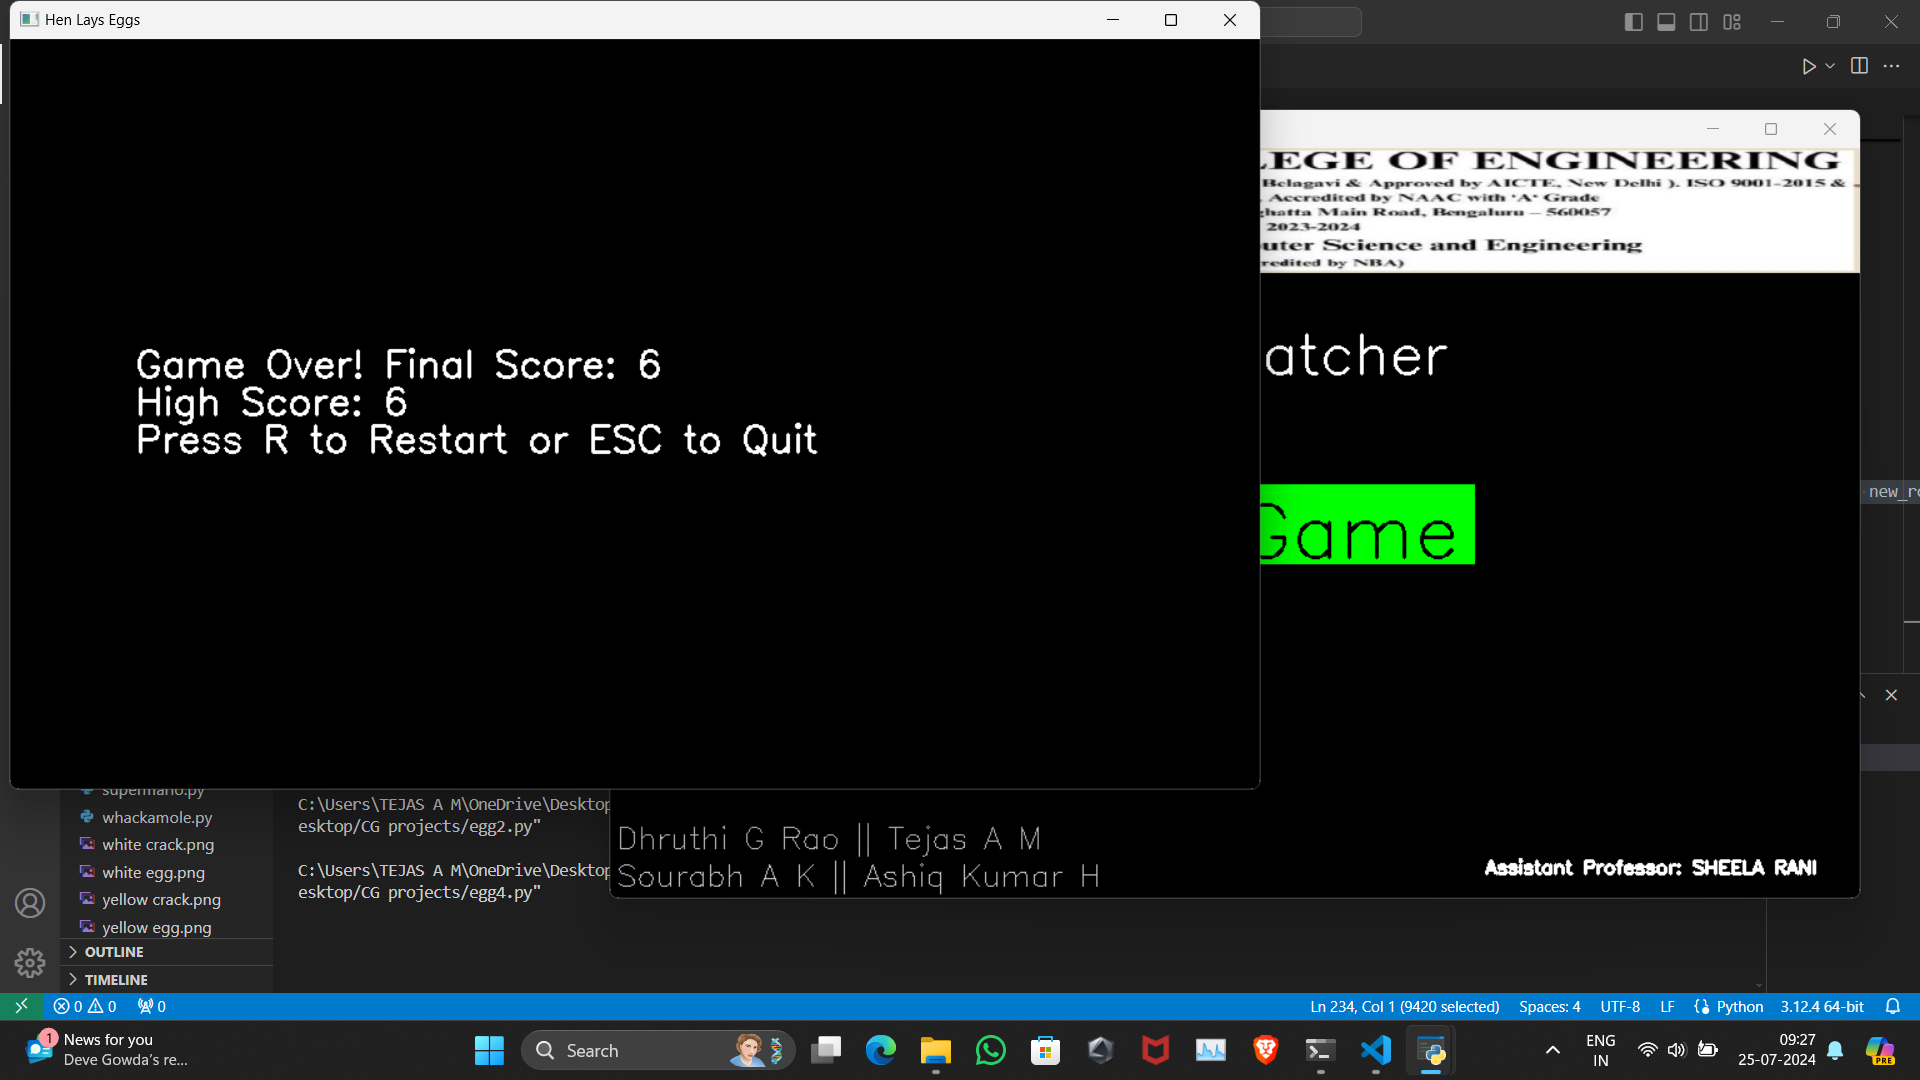 Hen Lays Eggs
Game Over! Final Score: 6
High Score: 6
Press R to Restart or ESC to Quit
LEGE OF ENGINEERING
Belagavi & Approved by AICTE, New Delhi ). ISO 9001-2015 &
Accredited by NAAC with 'A' Grade
ghatta Main Road, Bengaluru – 560057
2023-2024
uter Science and Engineering
redited by NBA)
atcher
Game
new_r
Dhruthi G Rao || Tejas A M
Sourabh A K || Ashiq Kumar H
Assistant Professor: SHEELA RANI
supermario.py
whackamole.py
white crack.png
white egg.png
yellow crack.png
yellow egg.png
OUTLINE
TIMELINE
C:\Users\TEJAS A M\OneDrive\Desktop
esktop/CG projects/egg2.py"
C:\Users\TEJAS A M\OneDrive\Desktop
esktop/CG projects/egg4.py"
0 0 0
Ln 234, Col 1 (9420 selected) Spaces: 4 UTF-8 LF Python 3.12.4 64-bit
1
News for you
Deve Gowda's re...
Search
ENG
IN
09:27
25-07-2024
PRE